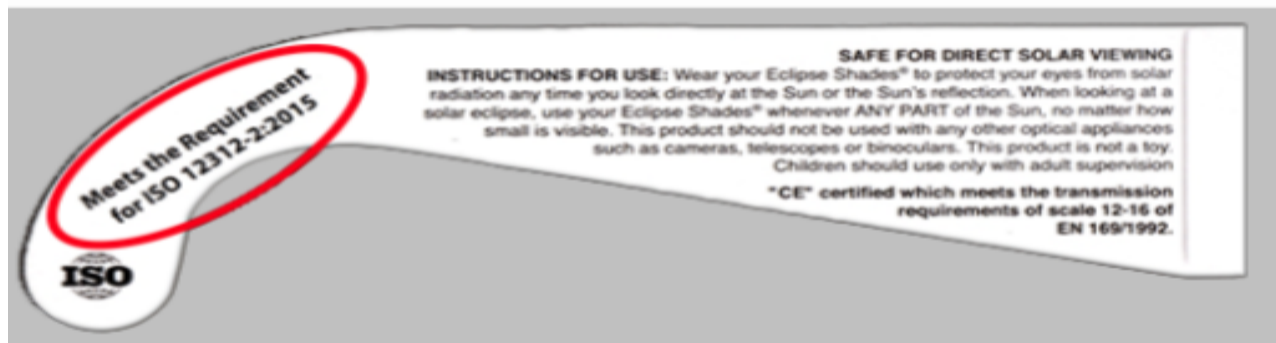 Meets the Requirement
for ISO 12312-2:2015
ISO
SAFE FOR DIRECT SOLAR VIEWING
INSTRUCTIONS FOR USE: Wear your Eclipse Shades® to protect your eyes from solar
radiation any time you look directly at the Sun or the Sun's reflection. When looking at a
solar eclipse, use your Eclipse Shades® whenever ANY PART of the Sun, no matter how
small is visible. This product should not be used with any other optical appliances
such as cameras, telescopes or binoculars. This product is not a toy.
Children should use only with adult supervision
"CE" certified which meets the transmission
requirements of scale 12-16 of
EN 169/1992.